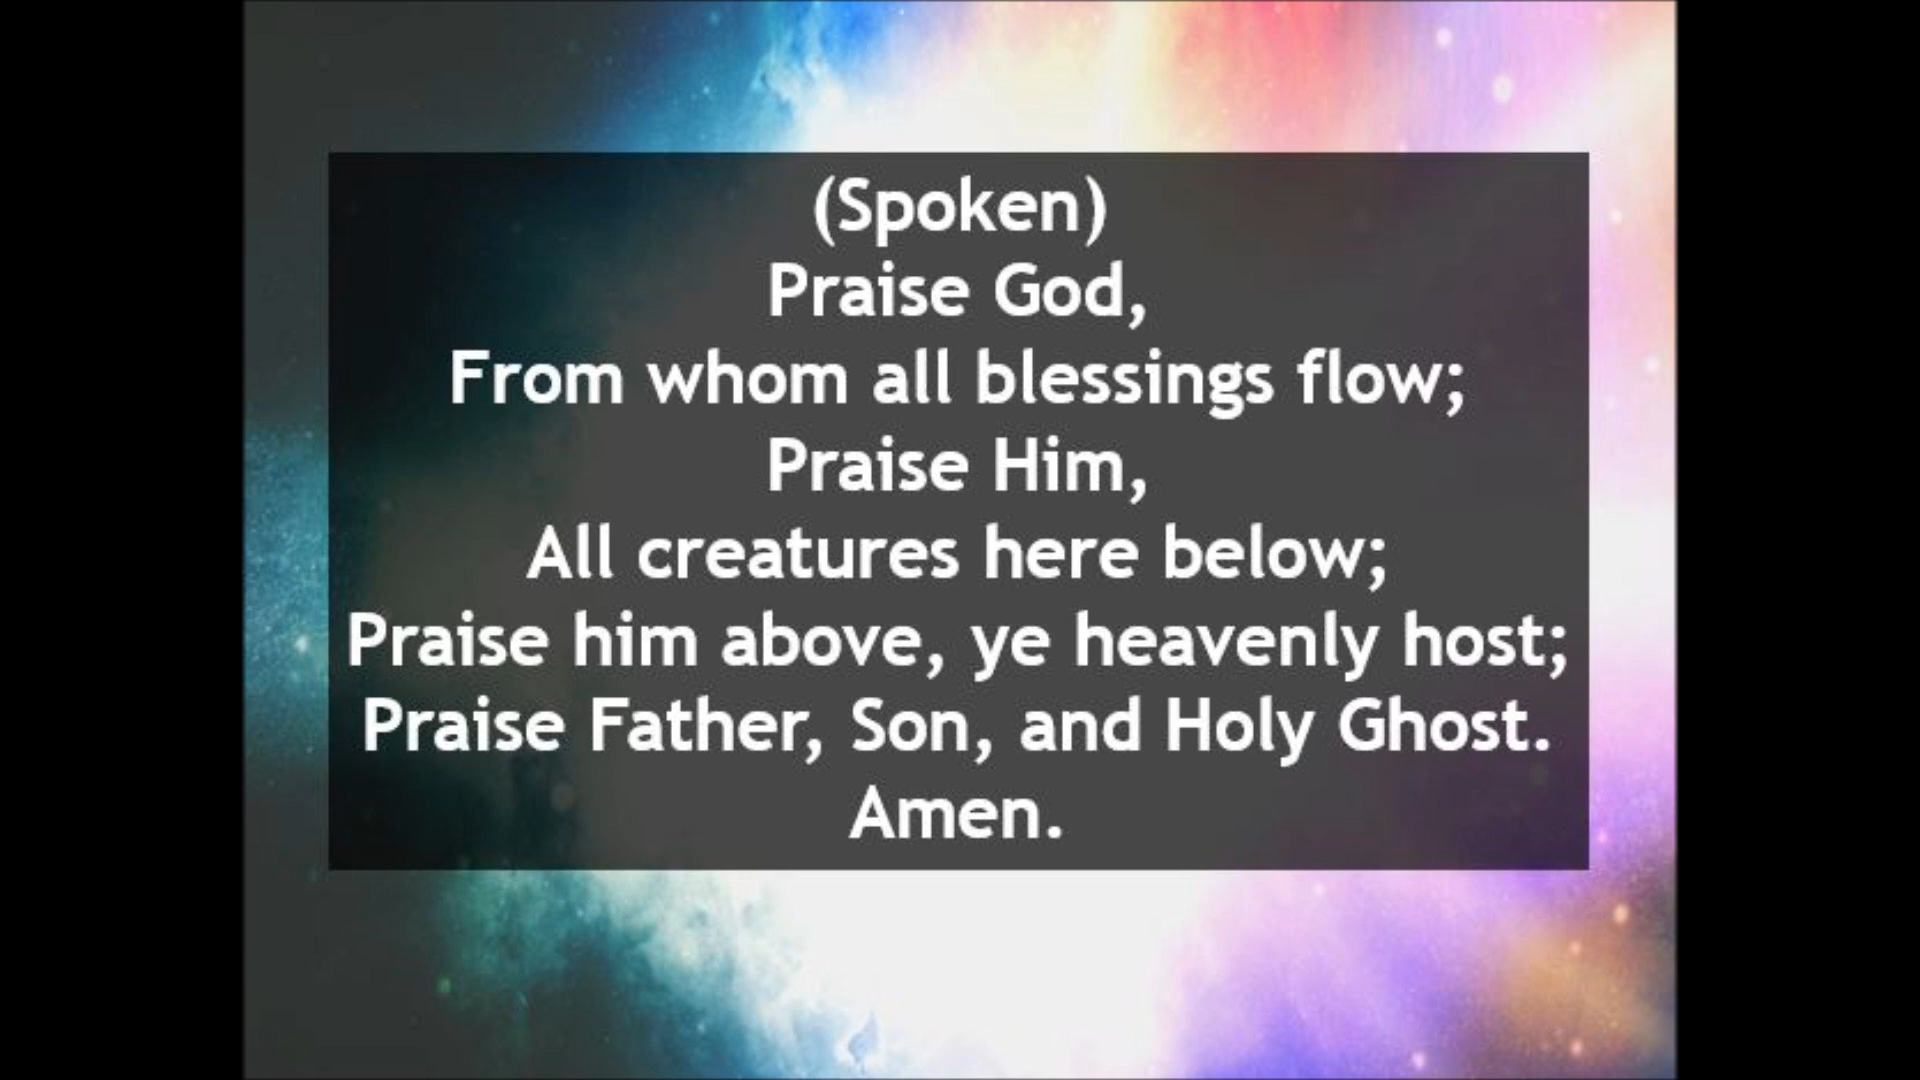 (Spoken)
Praise God,
From whom all blessings flow;
Praise Him,
All creatures here below;
Praise him above, ye heavenly host;
Praise Father, Son, and Holy Ghost.
Amen.